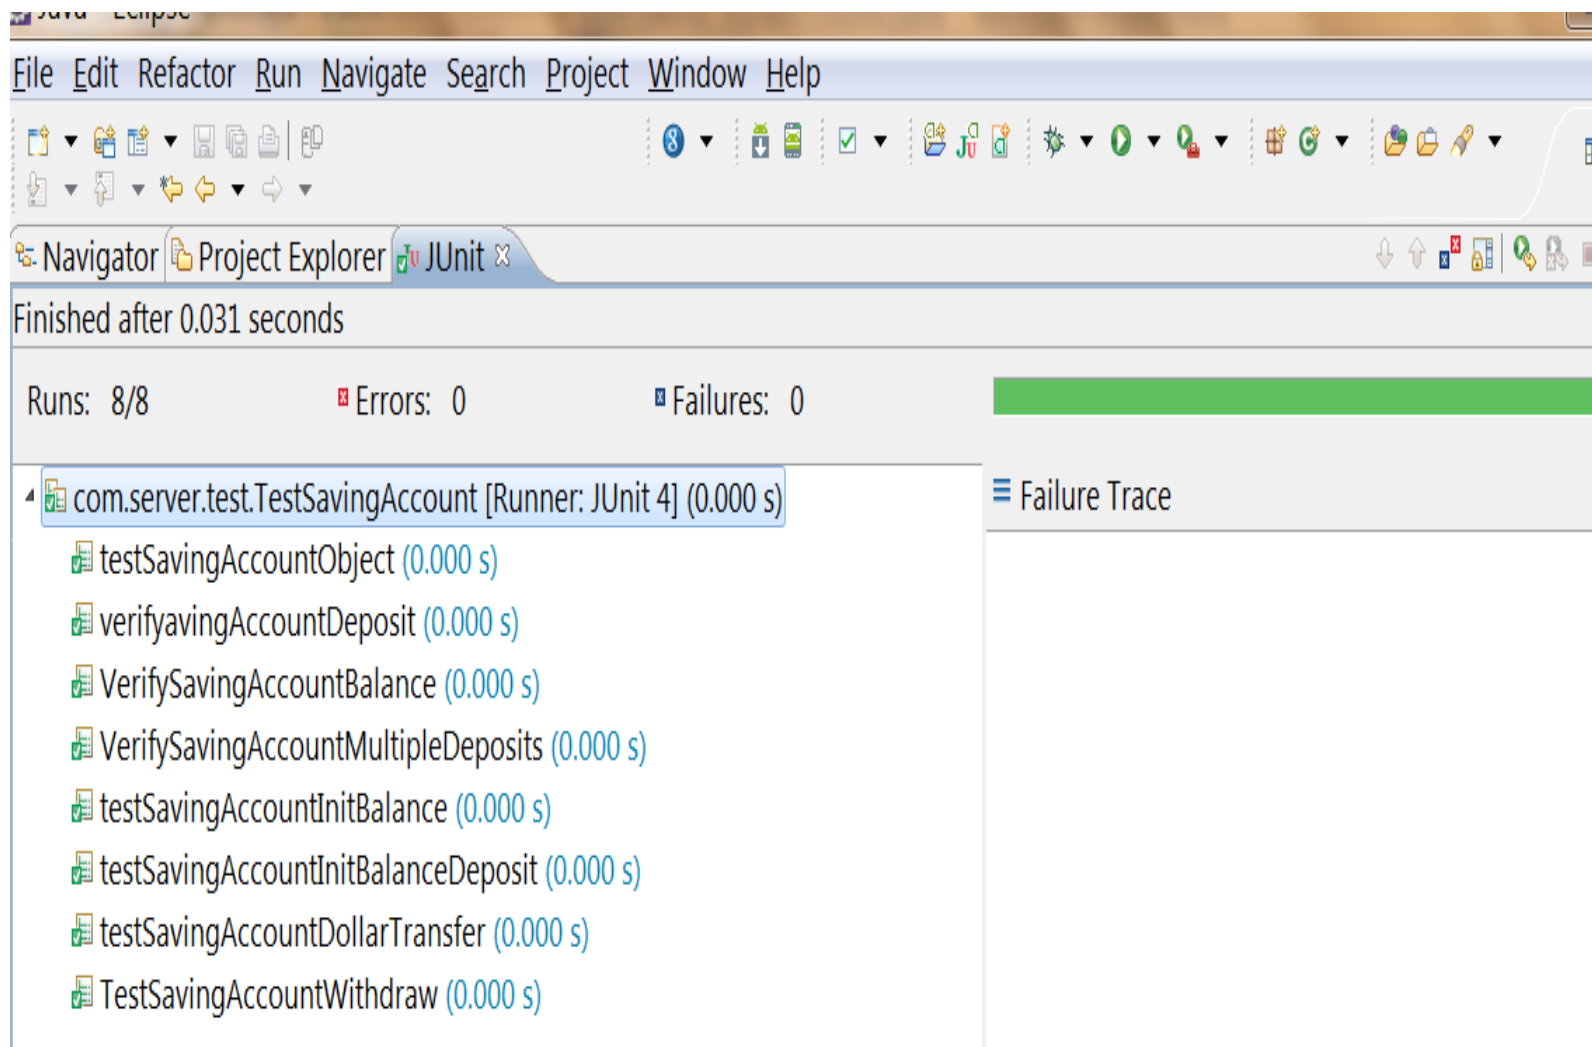 Java - Eclipse
File Edit Refactor Run Navigate Search Project Window Help
Navigator Project Explorer JUnit
Finished after 0.031 seconds
Runs: 8/8 Errors: 0 Failures: 0
com.server.test.TestSavingAccount [Runner: JUnit 4] (0.000 s)
Failure Trace
testSavingAccountObject (0.000 s)
verifyavingAccountDeposit (0.000 s)
VerifySavingAccountBalance (0.000 s)
VerifySavingAccountMultipleDeposits (0.000 s)
testSavingAccountInitBalance (0.000 s)
testSavingAccountInitBalanceDeposit (0.000 s)
testSavingAccountDollarTransfer (0.000 s)
TestSavingAccountWithdraw (0.000 s)